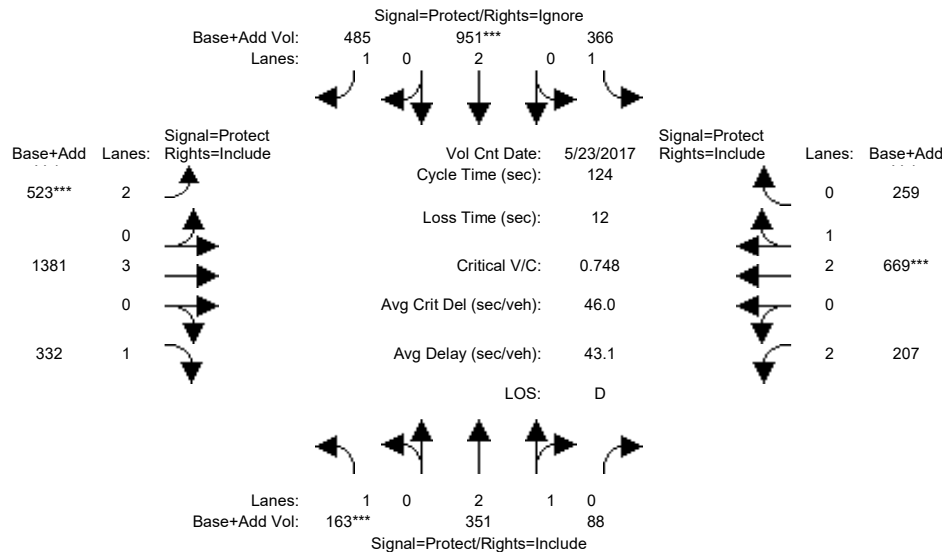 Signal=Protect/Rights=Ignore
Base+Add Vol: 485 951*** 366
Lanes: 1 0 2 0 1
Signal=Protect
Signal=Protect
Base+Add Lanes: Rights=Include
Vol Cnt Date: 5/23/2017
Rights=Include Lanes: Base+Add
Cycle Time (sec): 124
523*** 2
0 259
Loss Time (sec): 12
0
1
1381 3
Critical V/C: 0.748
2 669***
0
Avg Crit Del (sec/veh): 46.0
0
332 1
Avg Delay (sec/veh): 43.1
2 207
LOS: D
Lanes: 1 0 2 1 0
Base+Add Vol: 163*** 351 88
Signal=Protect/Rights=Include